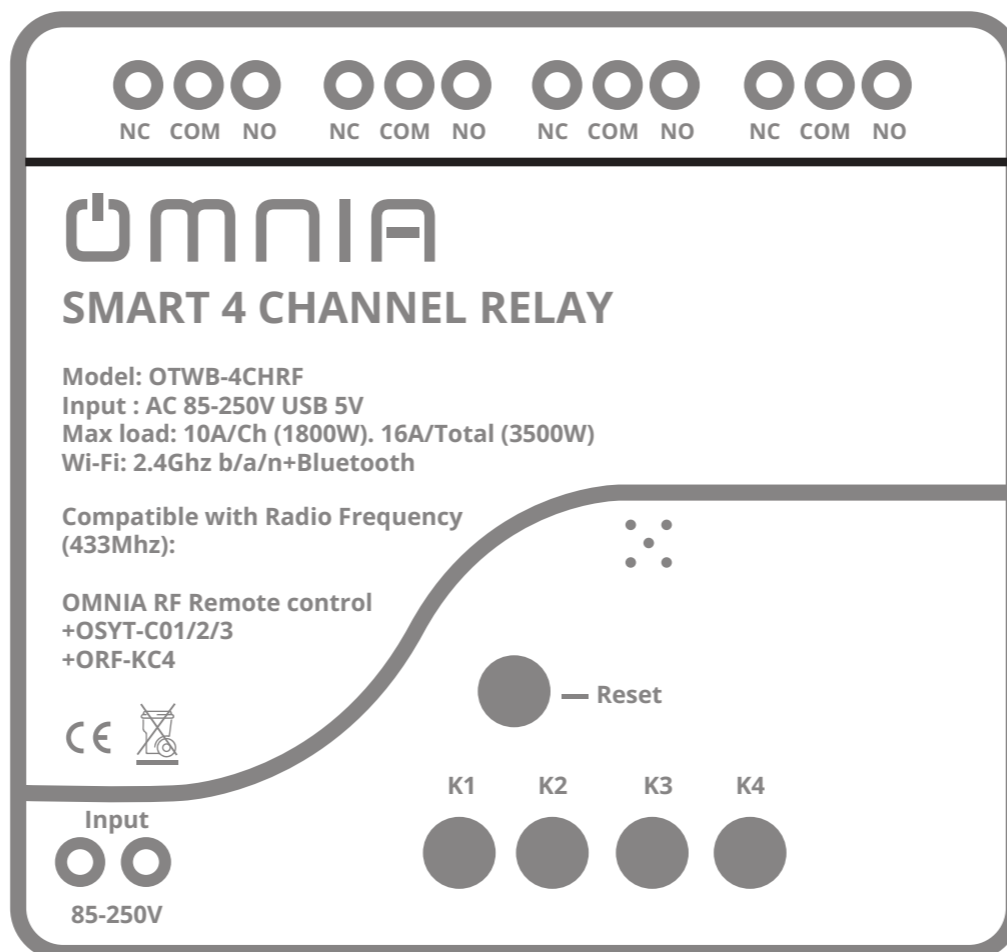 NC COM NO NC COM NO NC COM NO NC COM NO
OMNIA
SMART 4 CHANNEL RELAY
Model: OTWB-4CHRF
Input : AC 85-250V USB 5V
Max load: 10A/Ch (1800W). 16A/Total (3500W)
Wi-Fi: 2.4Ghz b/a/n+Bluetooth
Compatible with Radio Frequency
(433Mhz):
OMNIA RF Remote control
+OSYT-C01/2/3
+ORF-KC4
CE
Reset
K1 K2 K3 K4
Input
85-250V